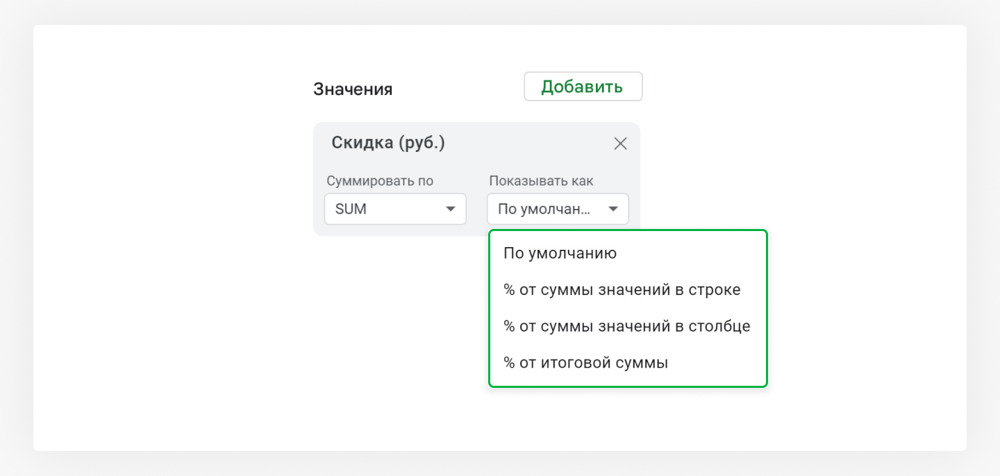 Значения
Добавить
Скидка (руб.)
Суммировать по
Показывать как
SUM
По умолчан...
По умолчанию
% от суммы значений в строке
% от суммы значений в столбце
% от итоговой суммы